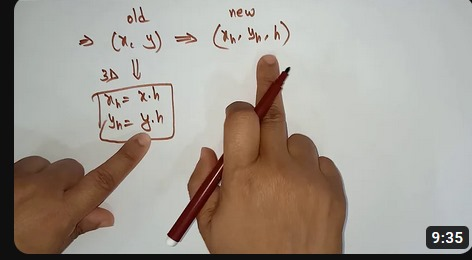 old new
⇒ (x, y) ⇒ (xₕ, yₕ, h)
3D ⇓
xₕ = x·h
yₕ = y·h
9:35